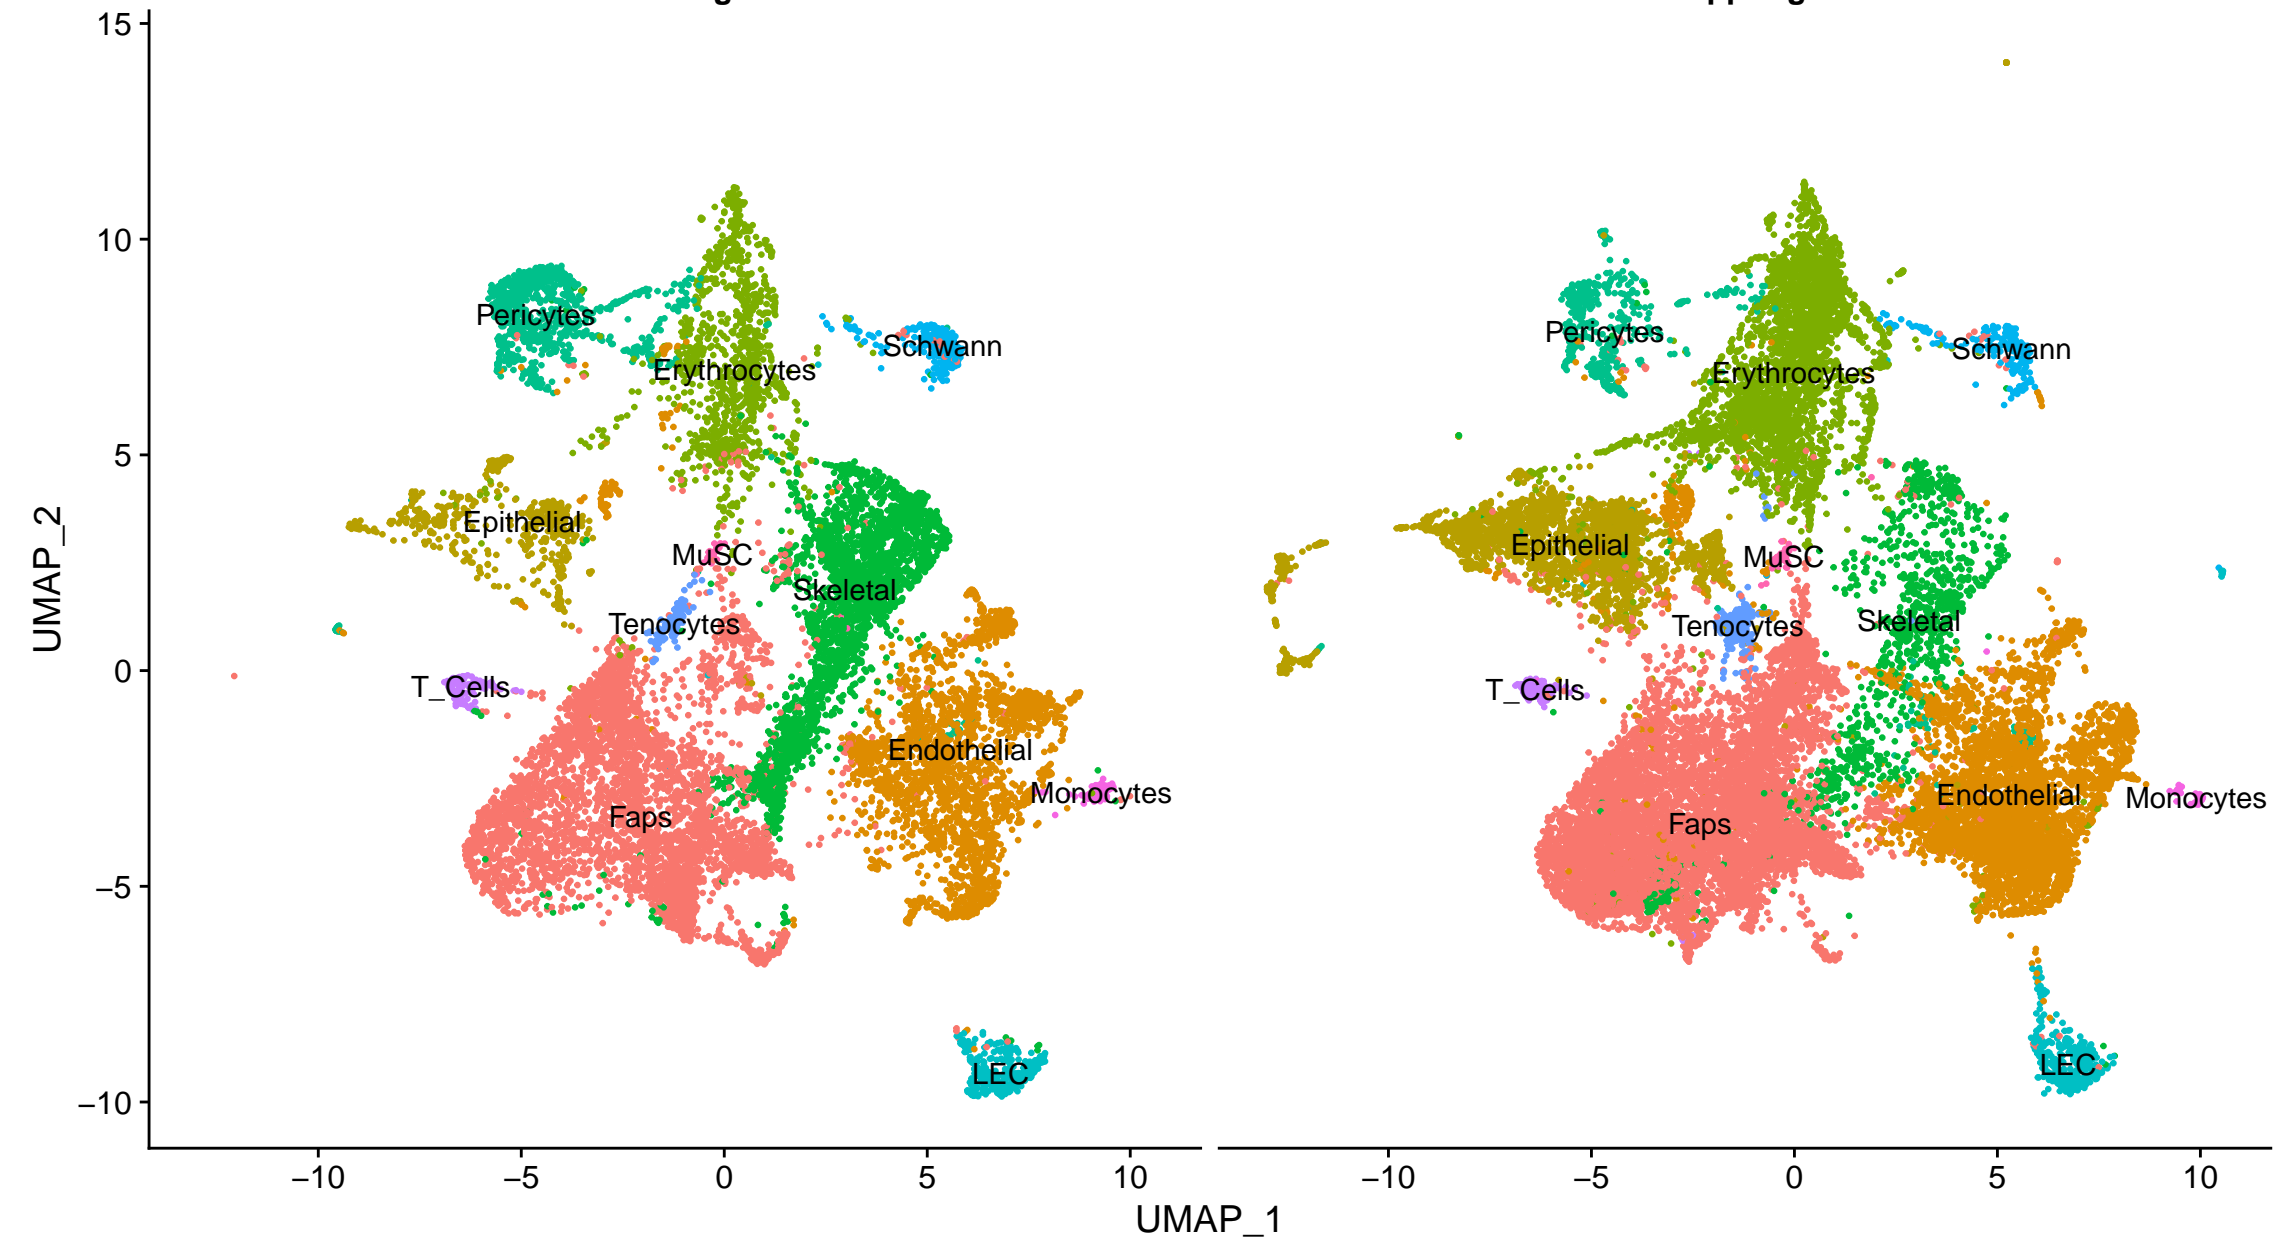 15
10
5
0
−5
−10
UMAP_2
Pericytes
Erythrocytes
Schwann
Epithelial
MuSC
Skeletal
Tenocytes
T_Cells
Endothelial
Monocytes
Faps
LEC
−10 −5 0 5 10
Pericytes
Erythrocytes
Schwann
Epithelial
MuSC
Skeletal
Tenocytes
T_Cells
Endothelial
Monocytes
Faps
LEC
−10 −5 0 5 10
UMAP_1